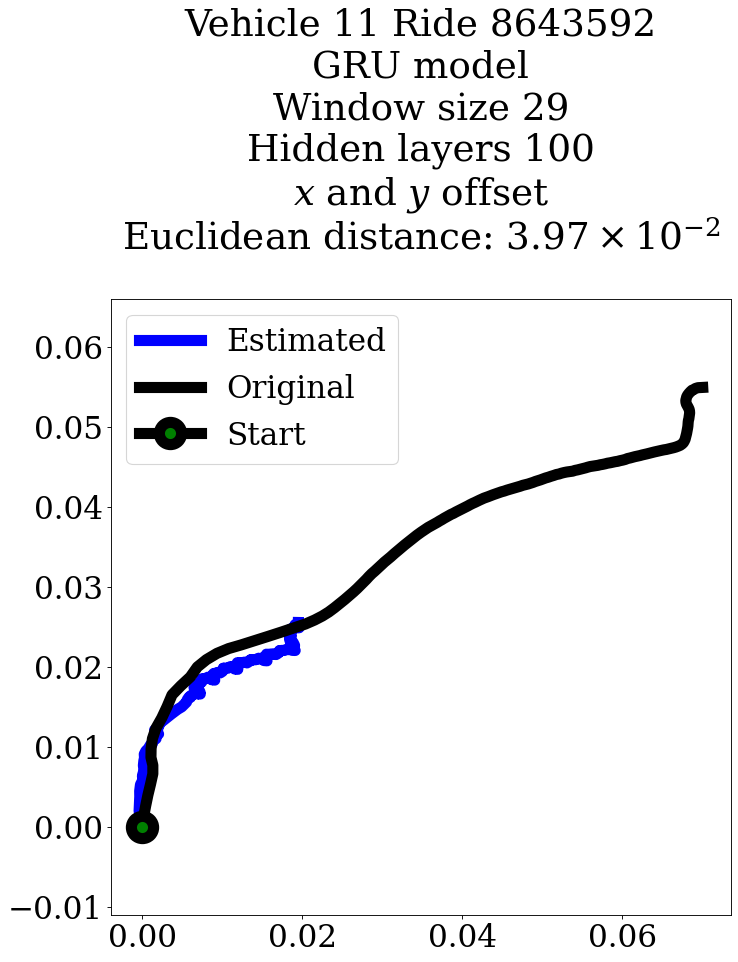 Vehicle 11 Ride 8643592
GRU model
Window size 29
Hidden layers 100
x and y offset
Euclidean distance: 3.97 × 10⁻²
Estimated
Original
Start
0.06
0.05
0.04
0.03
0.02
0.01
0.00
−0.01
0.00 0.02 0.04 0.06